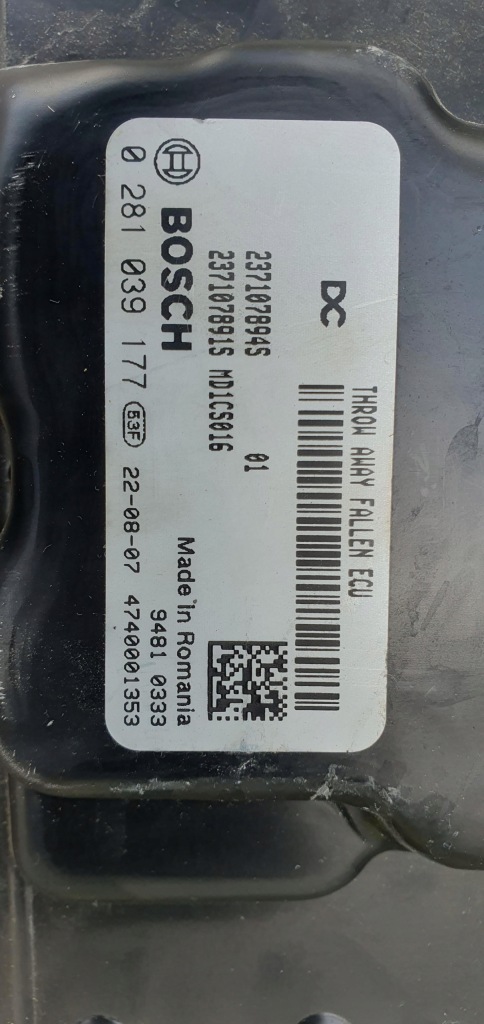 DC
THROW AWAY FALLEN ECU
237107894S 01
237107891S MD1CS016
BOSCH
Made in Romania
9481 0333
0 281 039 177 53F 22-08-07 4740001353